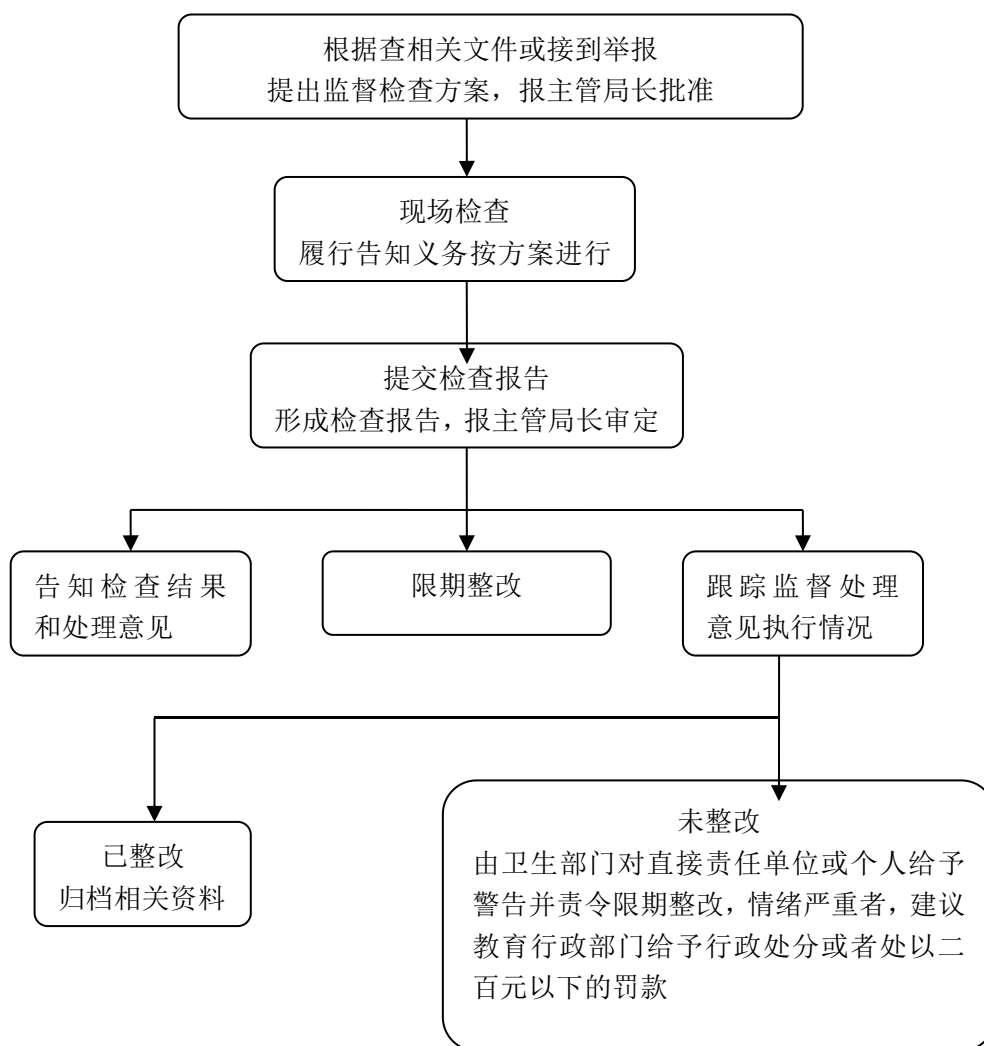 根据查相关文件或接到举报
提出监督检查方案，报主管局长批准
现场检查
履行告知义务按方案进行
提交检查报告
形成检查报告，报主管局长审定
告知检查结果
和处理意见
限期整改
跟踪监督处理
意见执行情况
已整改
归档相关资料
未整改
由卫生部门对直接责任单位或个人给予
警告并责令限期整改，情绪严重者，建议
教育行政部门给予行政处分或者处以二
百元以下的罚款